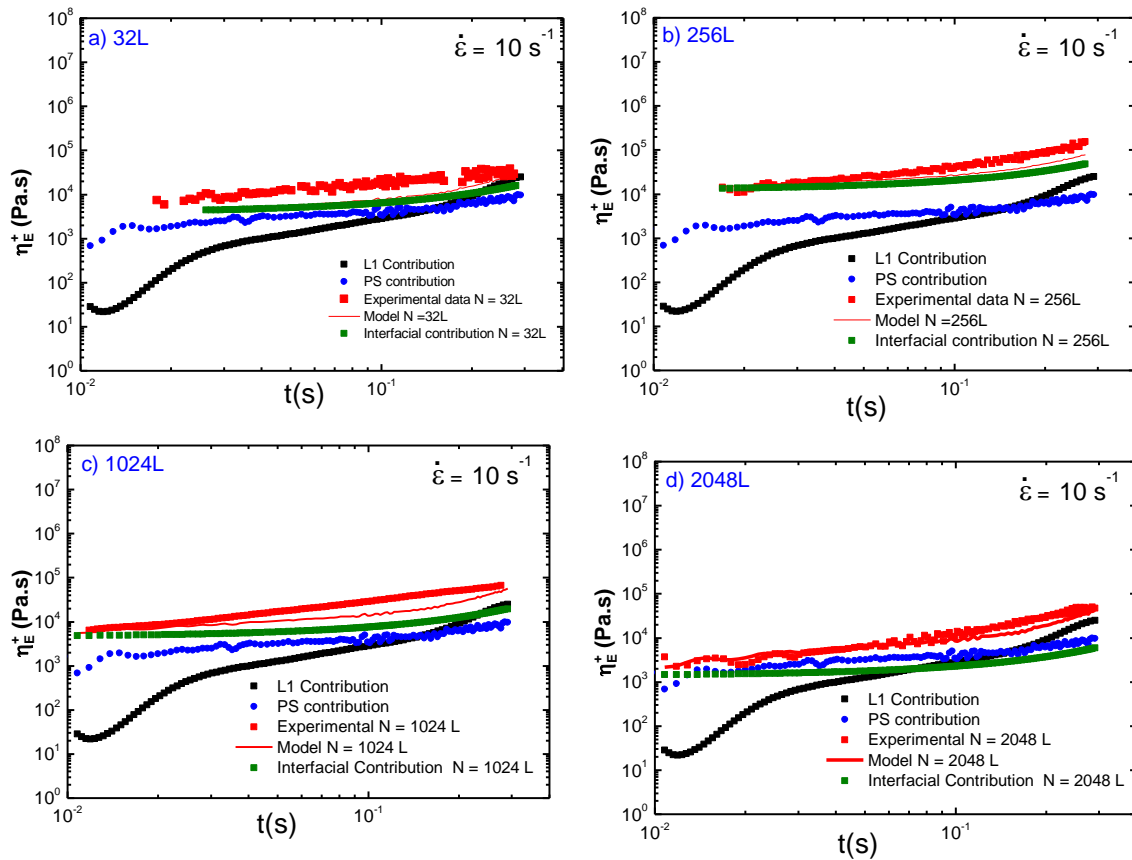 a) 32L
ε̇ = 10 s⁻¹
10⁸
10⁷
10⁶
10⁵
10⁴
10³
10²
10¹
10⁰
η⁺E (Pa.s)
L1 Contribution
PS contribution
Experimental data N = 32L
Model N =32L
Interfacial contribution N = 32L
10⁻² 10⁻¹
t(s)
b) 256L
ε̇ = 10 s⁻¹
10⁸
10⁷
10⁶
10⁵
10⁴
10³
10²
10¹
10⁰
η⁺E (Pa.s)
L1 Contribution
PS contribution
Experimental data N = 256L
Model N =256L
Interfacial contribution N = 256L
10⁻² 10⁻¹
t(s)
c) 1024L
ε̇ = 10 s⁻¹
10⁸
10⁷
10⁶
10⁵
10⁴
10³
10²
10¹
10⁰
η⁺E (Pa.s)
L1 Contribution
PS contribution
Experimental N = 1024 L
Model N = 1024 L
Interfacial Contribution N = 1024 L
10⁻² 10⁻¹
t(s)
d) 2048L
ε̇ = 10 s⁻¹
10⁸
10⁷
10⁶
10⁵
10⁴
10³
10²
10¹
10⁰
η⁺E (Pa.s)
L1 Contribution
PS contribution
Experimental N = 2048 L
Model N = 2048 L
Interfacial Contribution N = 2048 L
10⁻² 10⁻¹
t(s)